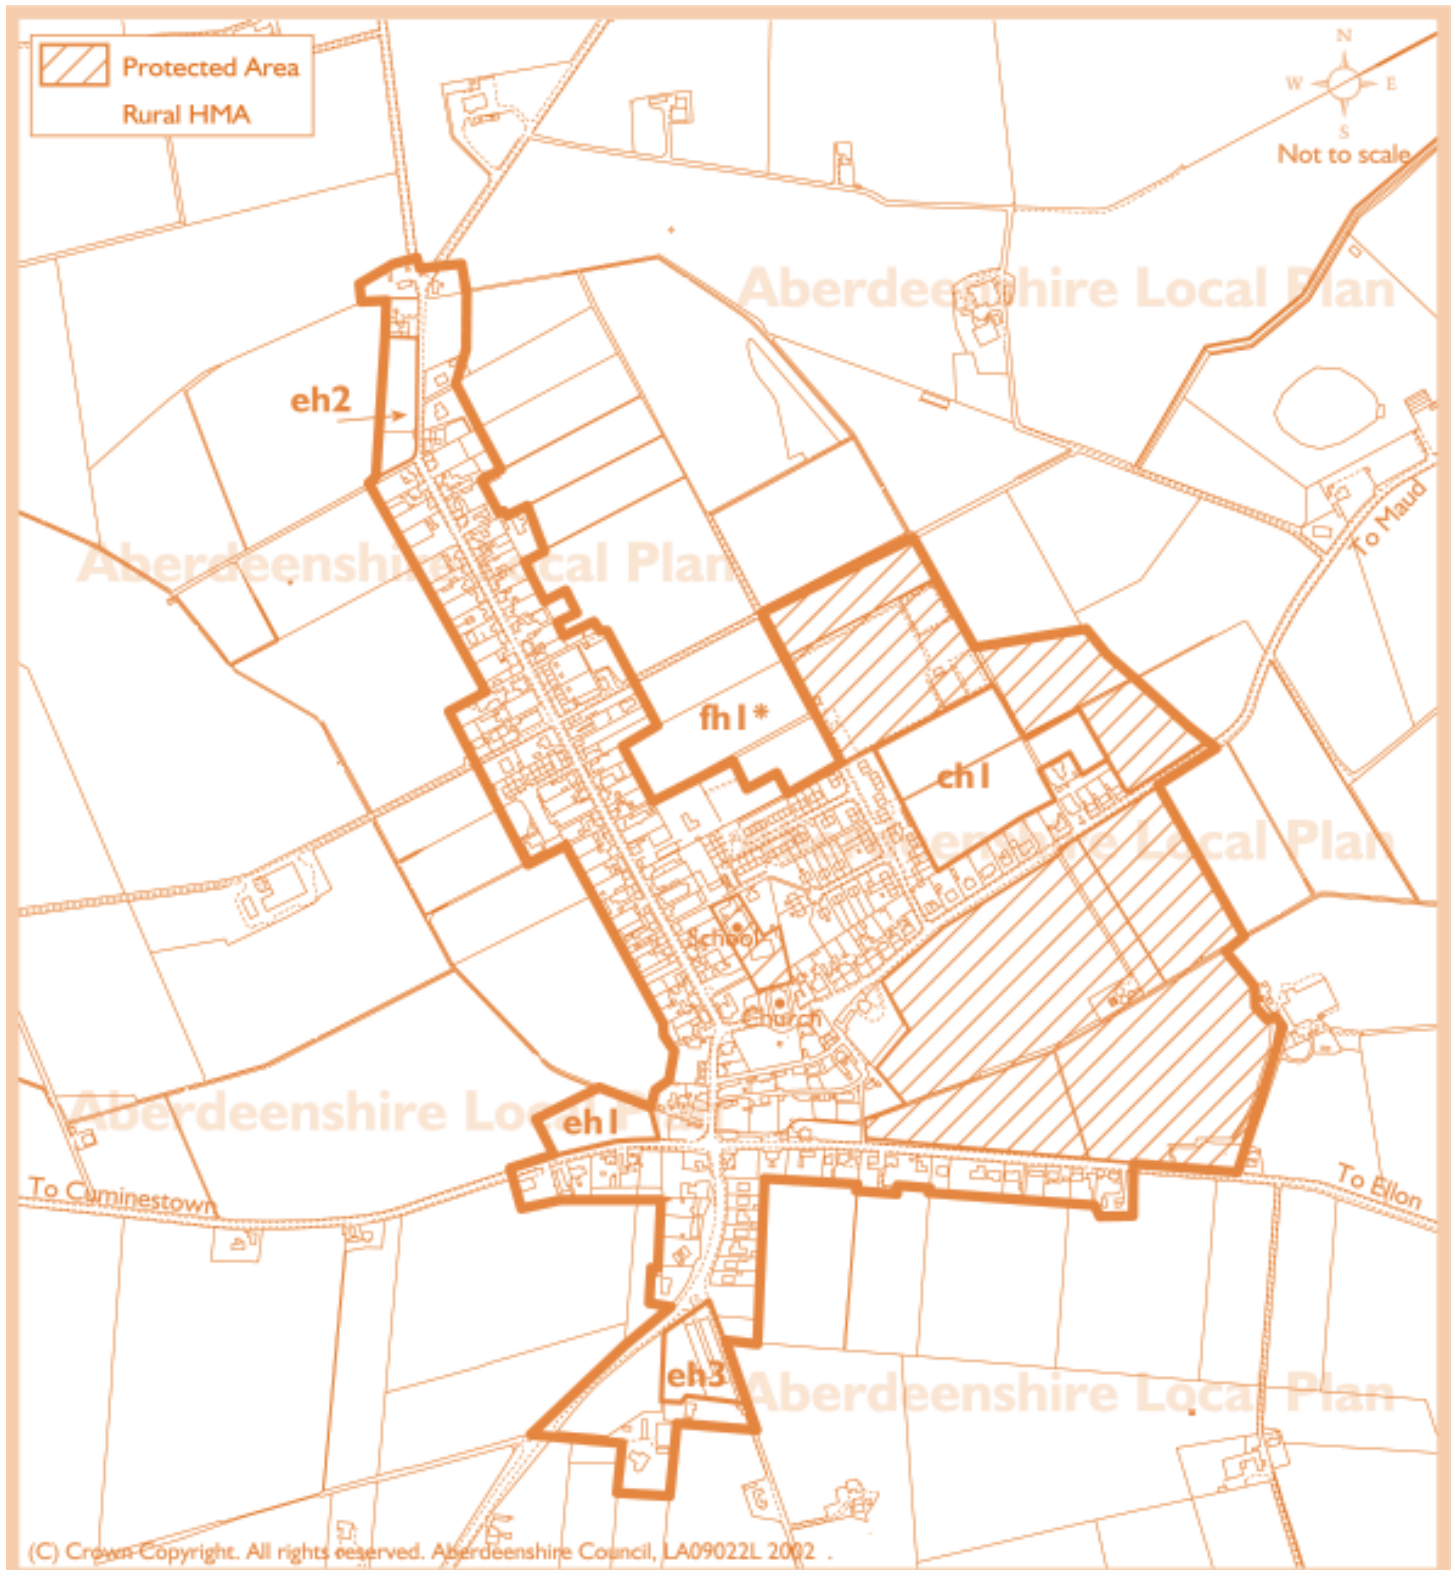 Protected Area
Rural HMA
N
W E
S
Not to scale
Aberdeenshire Local Plan
eh2
To Maud
Aberdeenshire Local Plan
fh1*
ch1
Aberdeenshire Local Plan
School
Church
Aberdeenshire Local Plan
eh1
To Cuminestown
To Ellon
eh3
Aberdeenshire Local Plan
(C) Crown Copyright. All rights reserved. Aberdeenshire Council, LA09022L 2002 .